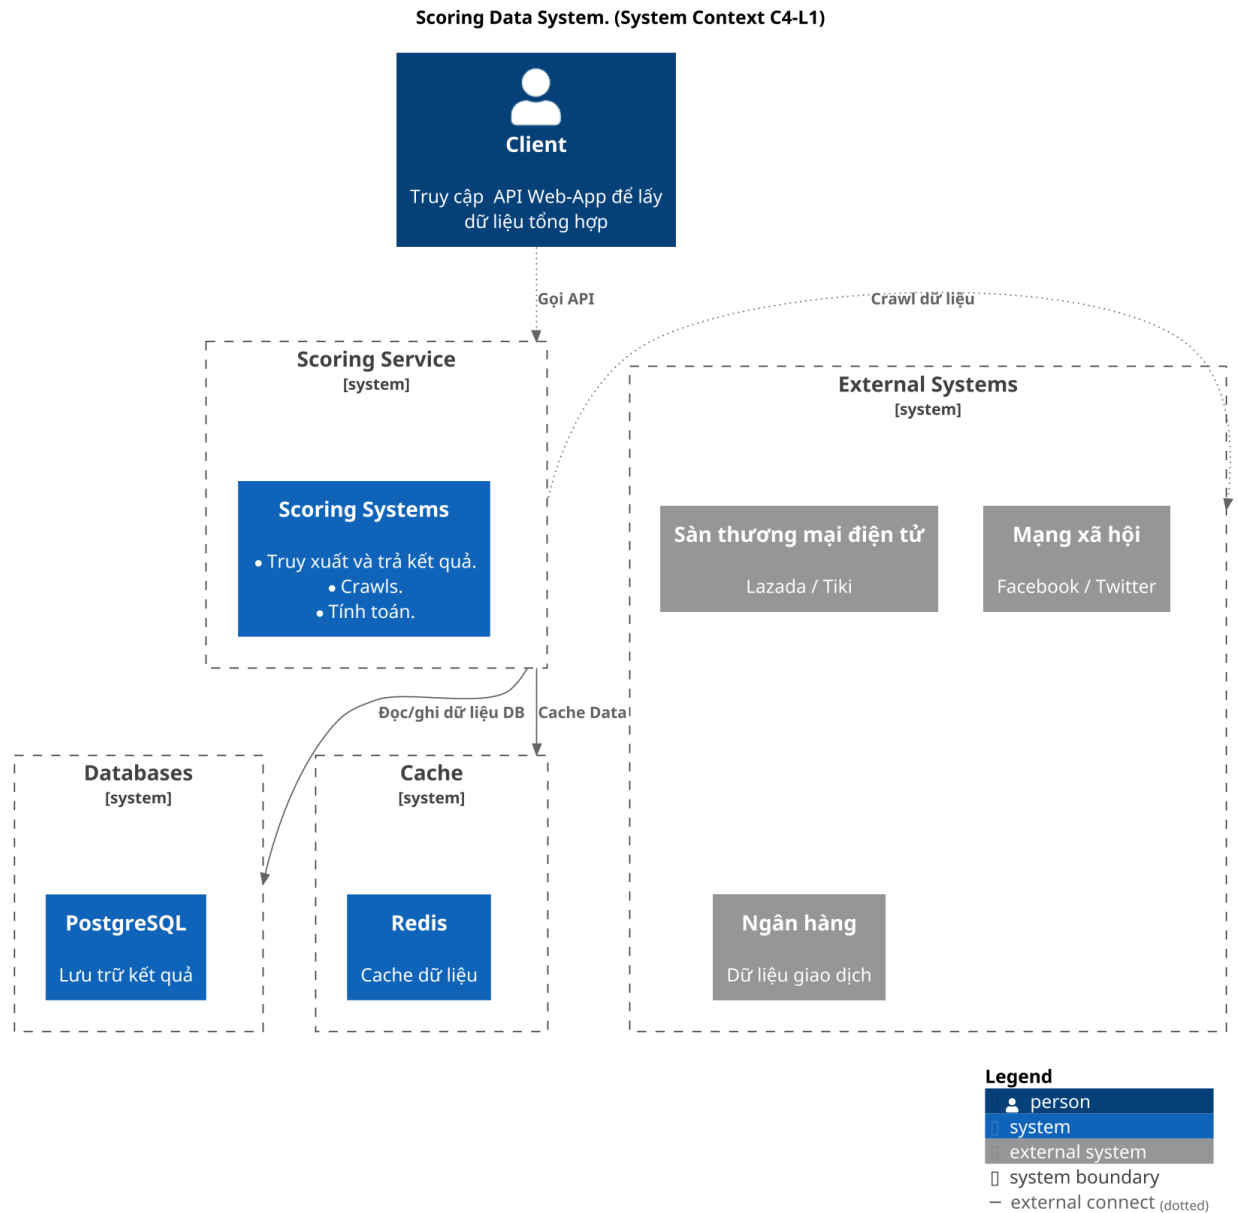 Scoring Data System. (System Context C4-L1)
Client
Truy cập  API Web-App để lấy
dữ liệu tổng hợp
Gọi API
Crawl dữ liệu
Scoring Service
[system]
Scoring Systems
• Truy xuất và trả kết quả.
• Crawls.
• Tính toán.
External Systems
[system]
Sàn thương mại điện tử
Lazada / Tiki
Mạng xã hội
Facebook / Twitter
Đọc/ghi dữ liệu DB
Cache Data
Databases
[system]
PostgreSQL
Lưu trữ kết quả
Cache
[system]
Redis
Cache dữ liệu
Ngân hàng
Dữ liệu giao dịch
Legend
person
system
external system
system boundary
external connect (dotted)